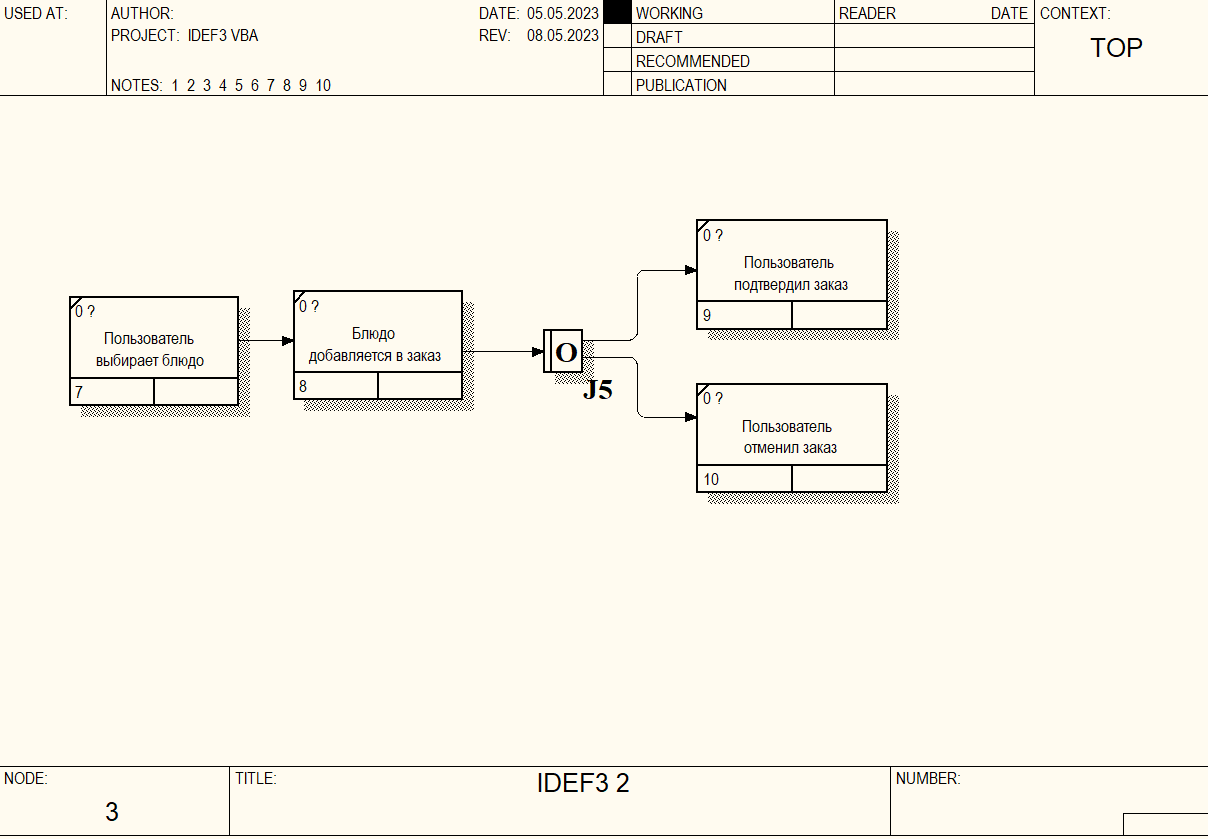 USED AT:
AUTHOR:
DATE: 05.05.2023
PROJECT: IDEF3 VBA
REV: 08.05.2023
NOTES: 1 2 3 4 5 6 7 8 9 10
WORKING
DRAFT
RECOMMENDED
PUBLICATION
READER DATE
CONTEXT:
TOP
0 ?
Пользователь
выбирает блюдо
7
0 ?
Блюдо
добавляется в заказ
8
O
J5
0 ?
Пользователь
подтвердил заказ
9
0 ?
Пользователь
отменил заказ
10
NODE:
3
TITLE:
IDEF3 2
NUMBER: